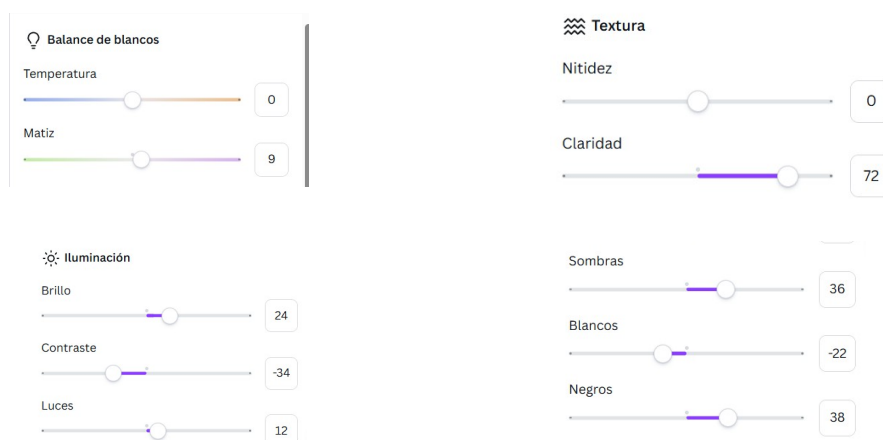 Balance de blancos
Temperatura
0
Matiz
9
Textura
Nitidez
0
Claridad
72
Iluminación
Brillo
24
Contraste
-34
Luces
12
Sombras
36
Blancos
-22
Negros
38